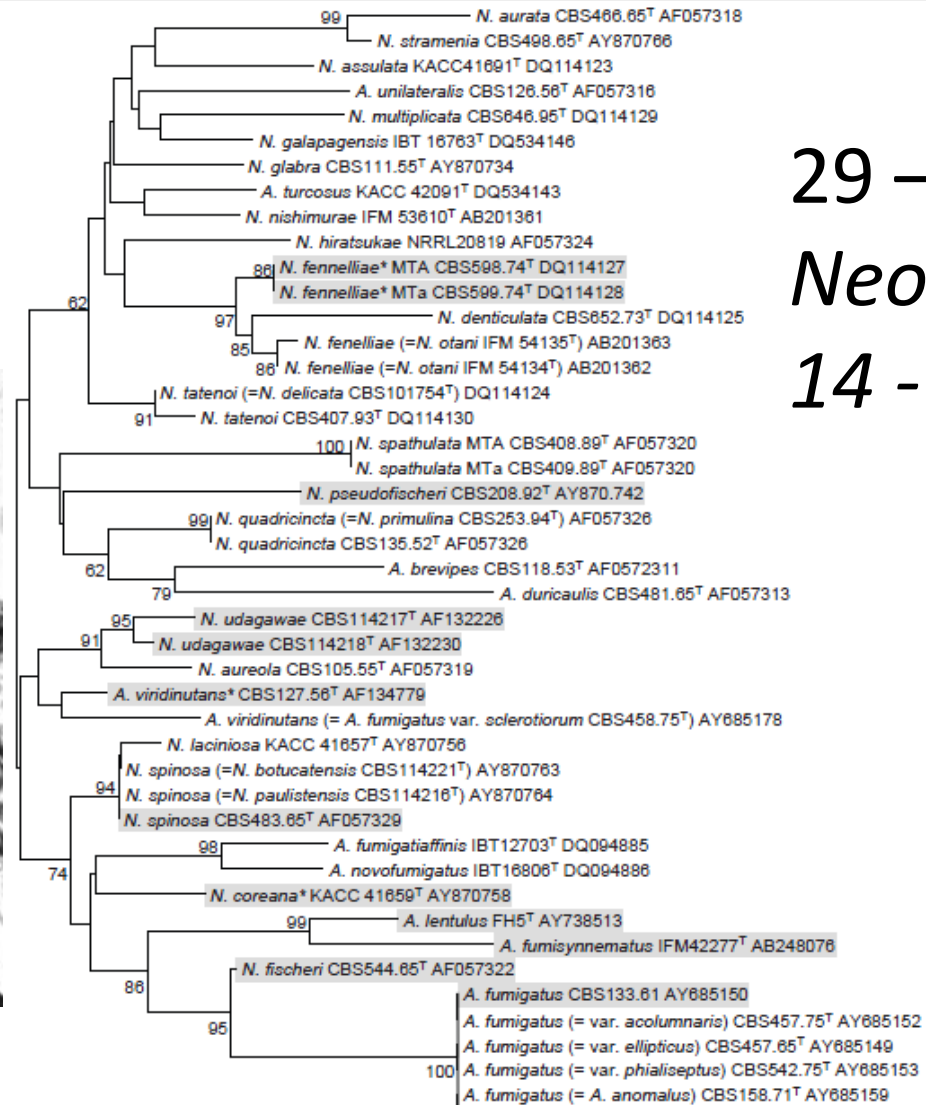 99
N. aurata CBS466.65ᵀ AF057318
N. stramenia CBS498.65ᵀ AY870766
N. assulata KACC41691ᵀ DQ114123
A. unilateralis CBS126.56ᵀ AF057316
N. multiplicata CBS646.95ᵀ DQ114129
N. galapagensis IBT 16763ᵀ DQ534146
N. glabra CBS111.55ᵀ AY870734
A. turcosus KACC 42091ᵀ DQ534143
N. nishimurae IFM 53610ᵀ AB201361
N. hiratsukae NRRL20819 AF057324
86
N. fennelliae* MTA CBS598.74ᵀ DQ114127
N. fennelliae* MTa CBS599.74ᵀ DQ114128
62
97
N. denticulata CBS652.73ᵀ DQ114125
N. fenelliae (=N. otani IFM 54135ᵀ) AB201363
85
86
N. fenelliae (=N. otani IFM 54134ᵀ) AB201362
N. tatenoi (=N. delicata CBS101754ᵀ) DQ114124
91
N. tatenoi CBS407.93ᵀ DQ114130
100
N. spathulata MTA CBS408.89ᵀ AF057320
N. spathulata MTa CBS409.89ᵀ AF057320
N. pseudofischeri CBS208.92ᵀ AY870.742
99
N. quadricincta (=N. primulina CBS253.94ᵀ) AF057326
N. quadricincta CBS135.52ᵀ AF057326
62
A. brevipes CBS118.53ᵀ AF0572311
79
A. duricaulis CBS481.65ᵀ AF057313
95
N. udagawae CBS114217ᵀ AF132226
91
N. udagawae CBS114218ᵀ AF132230
N. aureola CBS105.55ᵀ AF057319
A. viridinutans* CBS127.56ᵀ AF134779
A. viridinutans (= A. fumigatus var. sclerotiorum CBS458.75ᵀ) AY685178
N. laciniosa KACC 41657ᵀ AY870756
N. spinosa (=N. botucatensis CBS114221ᵀ) AY870763
94
N. spinosa (=N. paulistensis CBS114216ᵀ) AY870764
N. spinosa CBS483.65ᵀ AF057329
98
A. fumigatiaffinis IBT12703ᵀ DQ094885
74
A. novofumigatus IBT16806ᵀ DQ094886
N. coreana* KACC 41659ᵀ AY870758
99
A. lentulus FH5ᵀ AY738513
A. fumisynnematus IFM42277ᵀ AB248076
86
N. fischeri CBS544.65ᵀ AF057322
95
A. fumigatus CBS133.61 AY685150
A. fumigatus (= var. acolumnaris) CBS457.75ᵀ AY685152
A. fumigatus (= var. ellipticus) CBS457.65ᵀ AY685149
100
A. fumigatus (= var. phialiseptus) CBS542.75ᵀ AY685153
A. fumigatus (= A. anomalus) CBS158.71ᵀ AY685159
29 –
Neo
14 -